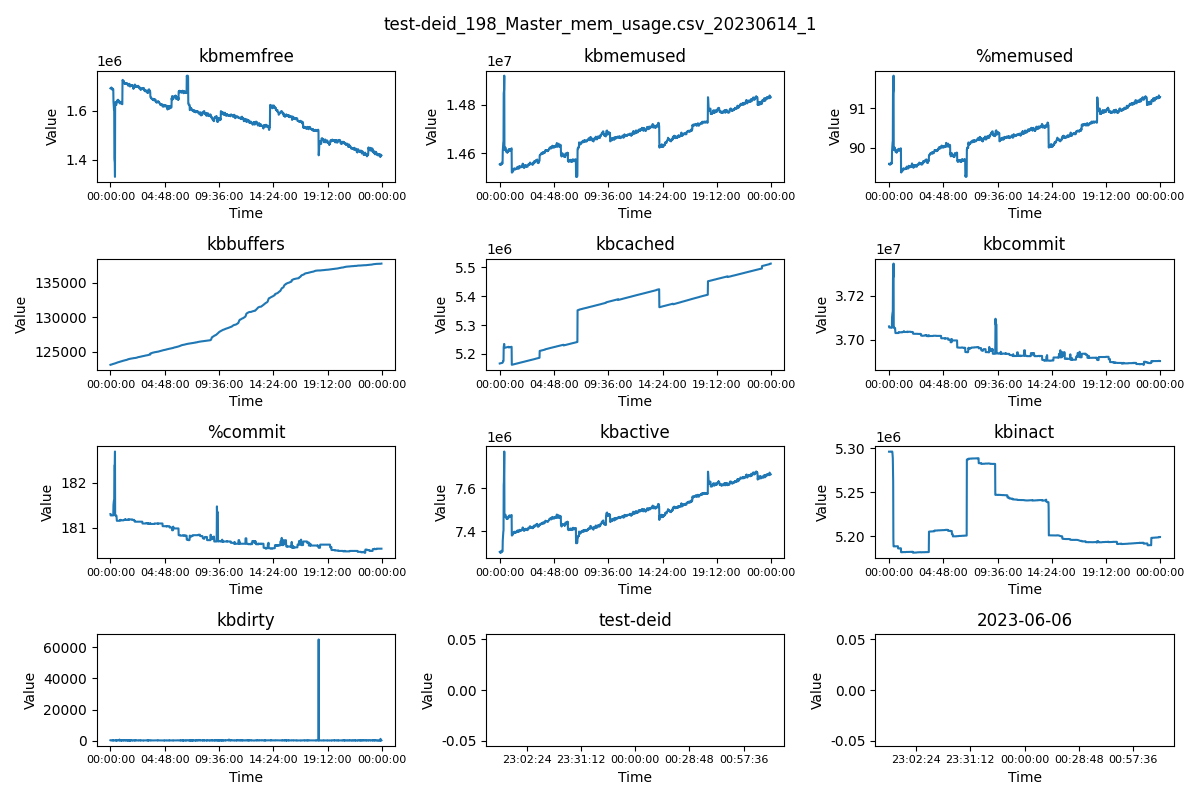 test-deid_198_Master_mem_usage.csv_20230614_1
kbmemfree
1e6
Value
1.6
1.4
00:00:00 04:48:00 09:36:00 14:24:00 19:12:00 00:00:00
Time
kbmemused
1e7
Value
1.48
1.46
00:00:00 04:48:00 09:36:00 14:24:00 19:12:00 00:00:00
Time
%memused
Value
91
90
00:00:00 04:48:00 09:36:00 14:24:00 19:12:00 00:00:00
Time
kbbuffers
Value
135000
130000
125000
00:00:00 04:48:00 09:36:00 14:24:00 19:12:00 00:00:00
Time
kbcached
1e6
Value
5.5
5.4
5.3
5.2
00:00:00 04:48:00 09:36:00 14:24:00 19:12:00 00:00:00
Time
kbcommit
1e7
Value
3.72
3.70
00:00:00 04:48:00 09:36:00 14:24:00 19:12:00 00:00:00
Time
%commit
Value
182
181
00:00:00 04:48:00 09:36:00 14:24:00 19:12:00 00:00:00
Time
kbactive
1e6
Value
7.6
7.4
00:00:00 04:48:00 09:36:00 14:24:00 19:12:00 00:00:00
Time
kbinact
1e6
Value
5.30
5.25
5.20
00:00:00 04:48:00 09:36:00 14:24:00 19:12:00 00:00:00
Time
kbdirty
Value
60000
40000
20000
0
00:00:00 04:48:00 09:36:00 14:24:00 19:12:00 00:00:00
Time
test-deid
Value
0.05
0.00
-0.05
23:02:24 23:31:12 00:00:00 00:28:48 00:57:36
Time
2023-06-06
Value
0.05
0.00
-0.05
23:02:24 23:31:12 00:00:00 00:28:48 00:57:36
Time